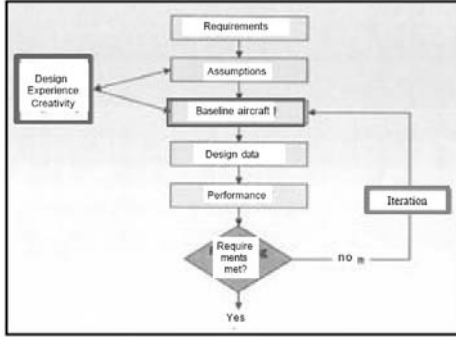 Requirements
Design
Experience
Creativity
Assumptions
Baseline aircraft
Design data
Performance
Iteration
Require
ments
met?
no m
Yes